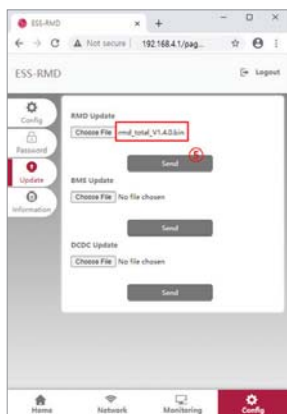 ESS-RMD
Not secure | 192.168.4.1/pag...
ESS-RMD
Logout
Config
Password
Update
Information
RMD Update
Choose File rmd_total_V1.4.0.bin
⑤
Send
BMS Update
Choose File No file chosen
Send
DCDC Update
Choose File No file chosen
Send
Home
Network
Monitoring
Config